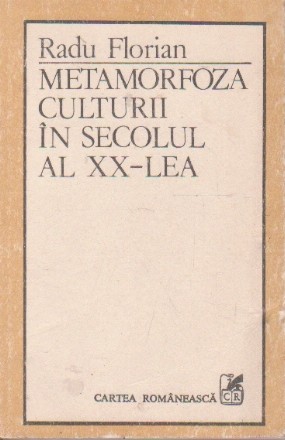 Radu Florian
METAMORFOZA
CULTURII
ÎN SECOLUL
AL XX-LEA
CARTEA ROMÂNEASCĂ
CR